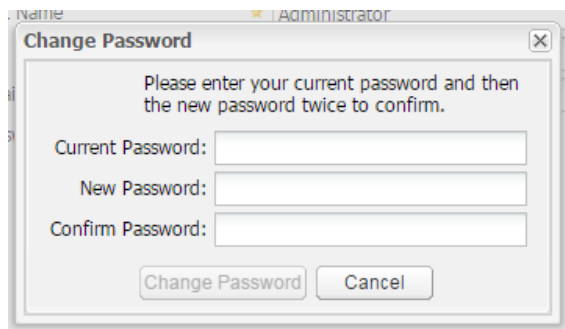 Name Administrator
Change Password
Please enter your current password and then
the new password twice to confirm.
Current Password:
New Password:
Confirm Password:
Change Password Cancel